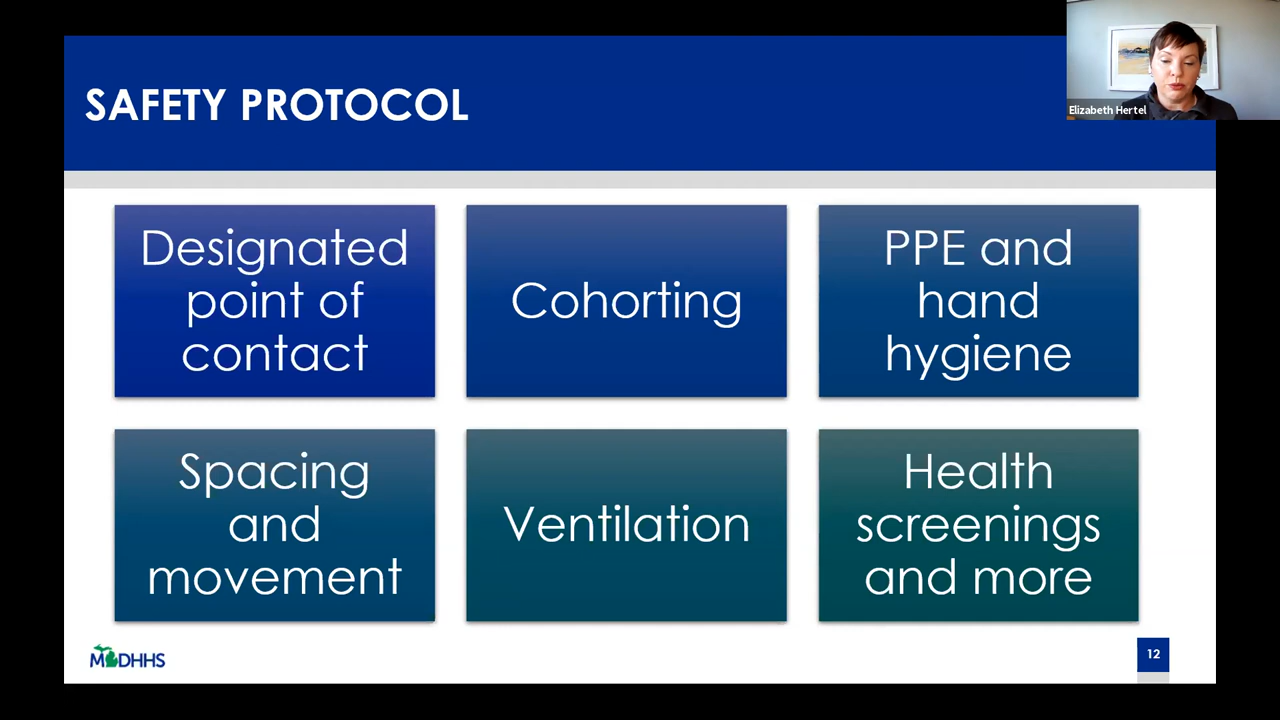 Elizabeth Hertel
SAFETY PROTOCOL
Designated
point of
contact
Cohorting
PPE and
hand
hygiene
Spacing
and
movement
Ventilation
Health
screenings
and more
MDHHS
12